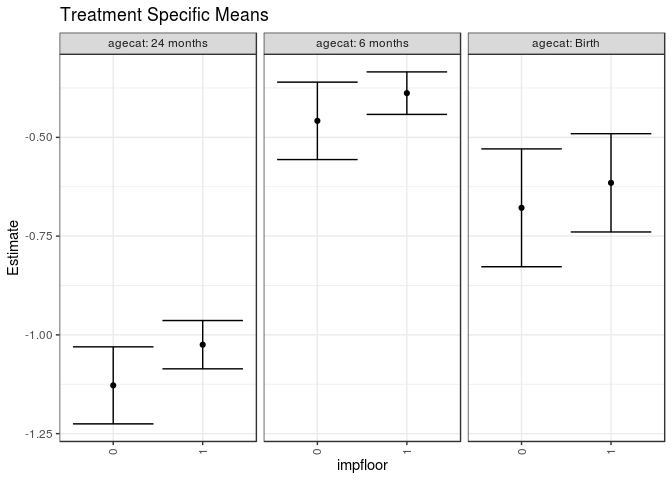 Treatment Specific Means
agecat: 24 months
agecat: 6 months
agecat: Birth
Estimate
-0.50
-0.75
-1.00
-1.25
0
1
0
1
0
1
impfloor